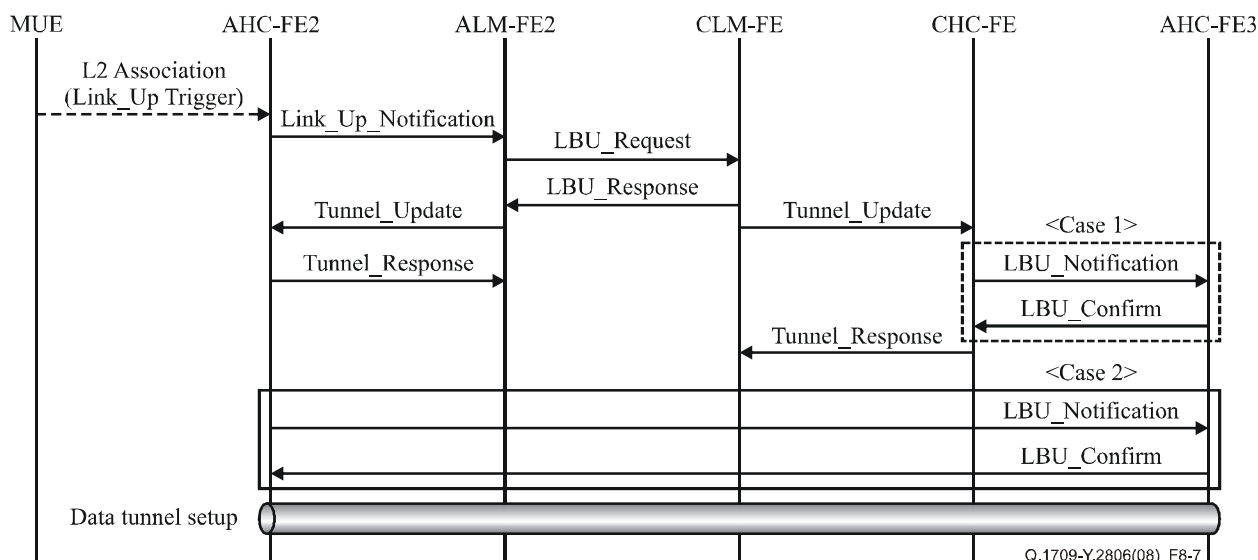 MUE AHC-FE2 ALM-FE2 CLM-FE CHC-FE AHC-FE3
L2 Association
(Link_Up Trigger)
Link_Up_Notification
LBU_Request
LBU_Response
Tunnel_Update Tunnel_Update
<Case 1>
Tunnel_Response LBU_Notification
LBU_Confirm
Tunnel_Response
<Case 2>
LBU_Notification
LBU_Confirm
Data tunnel setup
Q.1709-Y.2806(08)_F8-7